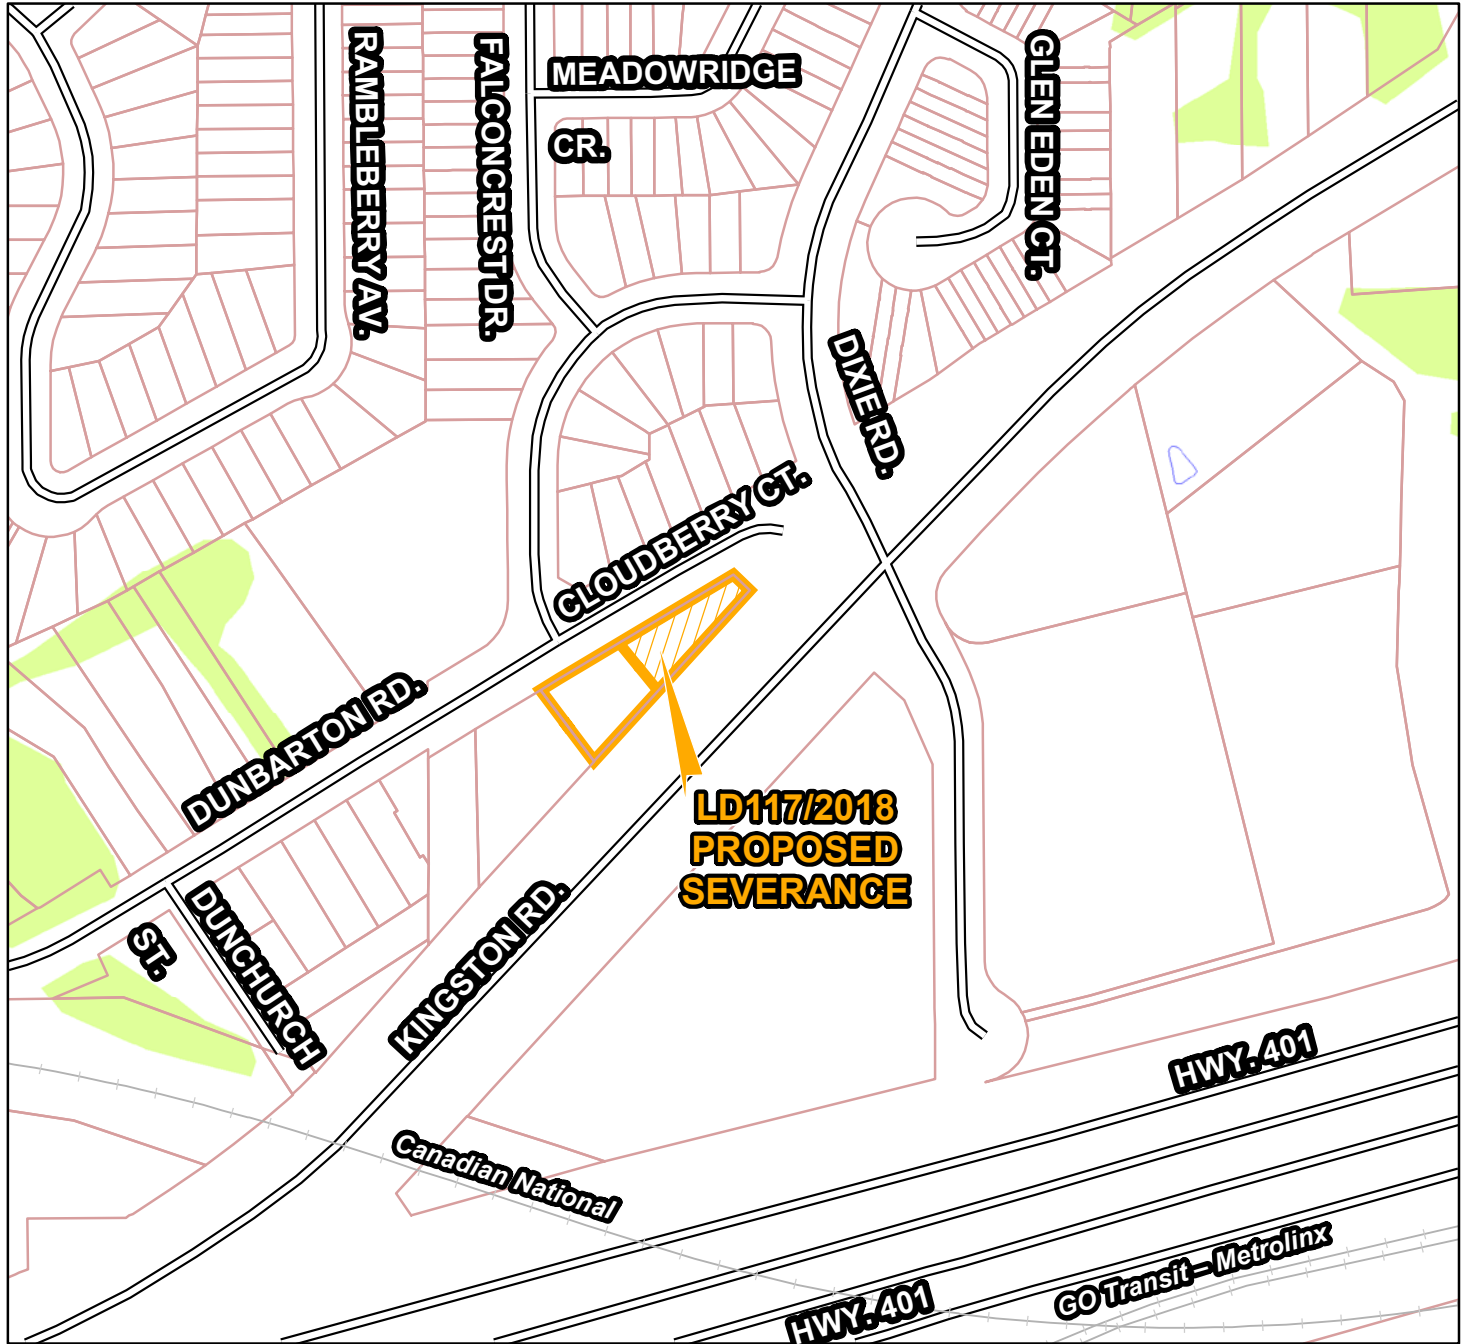 RAMBLEBERRY AV.
FALCONCREST DR.
MEADOWRIDGE
CR.
GLEN EDEN CT.
DIXIE RD.
CLOUDBERRY CT.
DUNBARTON RD.
LD117/2018
PROPOSED
SEVERANCE
DUNCHURCH
ST.
KINGSTON RD.
HWY. 401
Canadian National
GO Transit – Metrolinx
HWY. 401